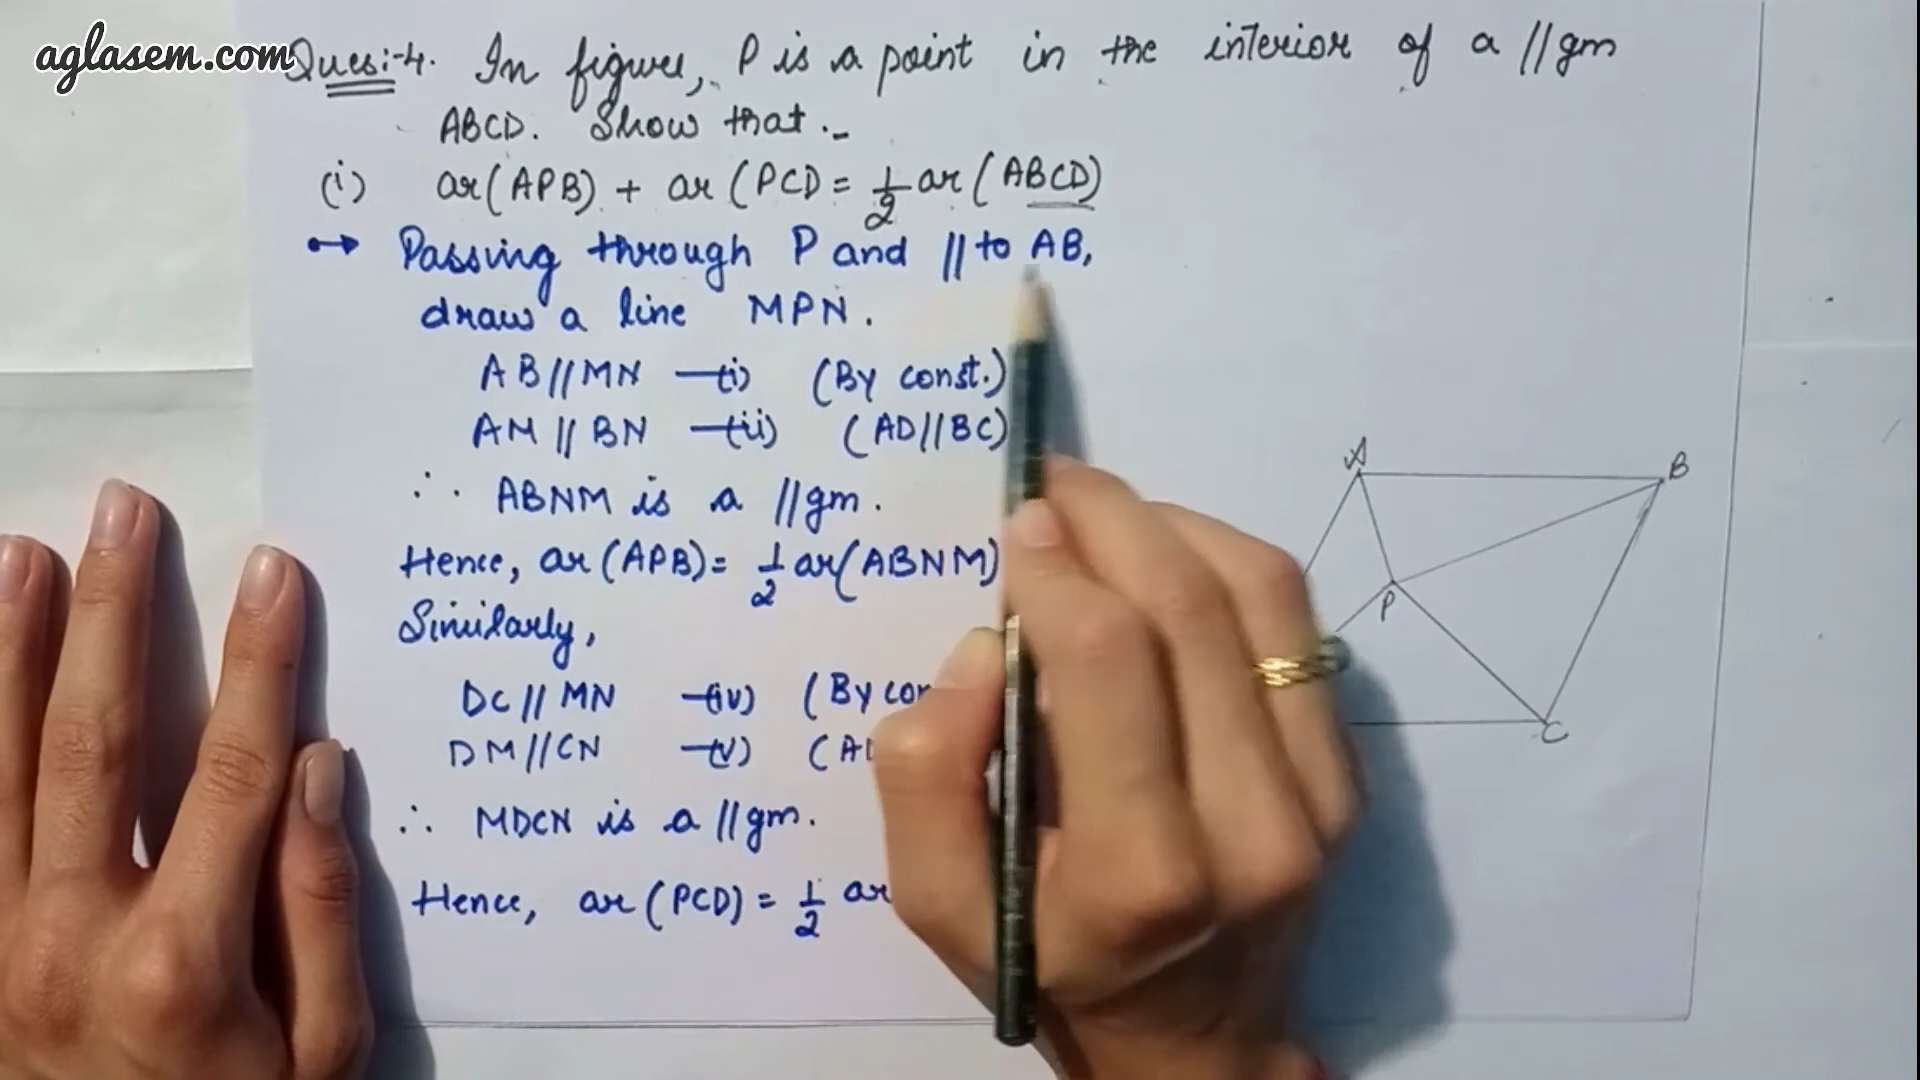 aglasem.com
Ques:-4. In figure, P is a point in the interior of a //gm
ABCD. Show that:-
(i) ar(APB) + ar(PCD = 1/2 ar(ABCD)
Passing through P and // to AB,
draw a line MPN.
AB//MN —(i) (By const.)
AM // BN —(ii) (AD//BC)
∴ ABNM is a //gm.
Hence, ar(APB) = 1/2 ar(ABNM)
Similarly,
DC// MN —(iv) (By
DM//CN —(v)
∴ MDCN is a //gm.
Hence, ar(PCD) = 1/2 ar
A
B
P
C